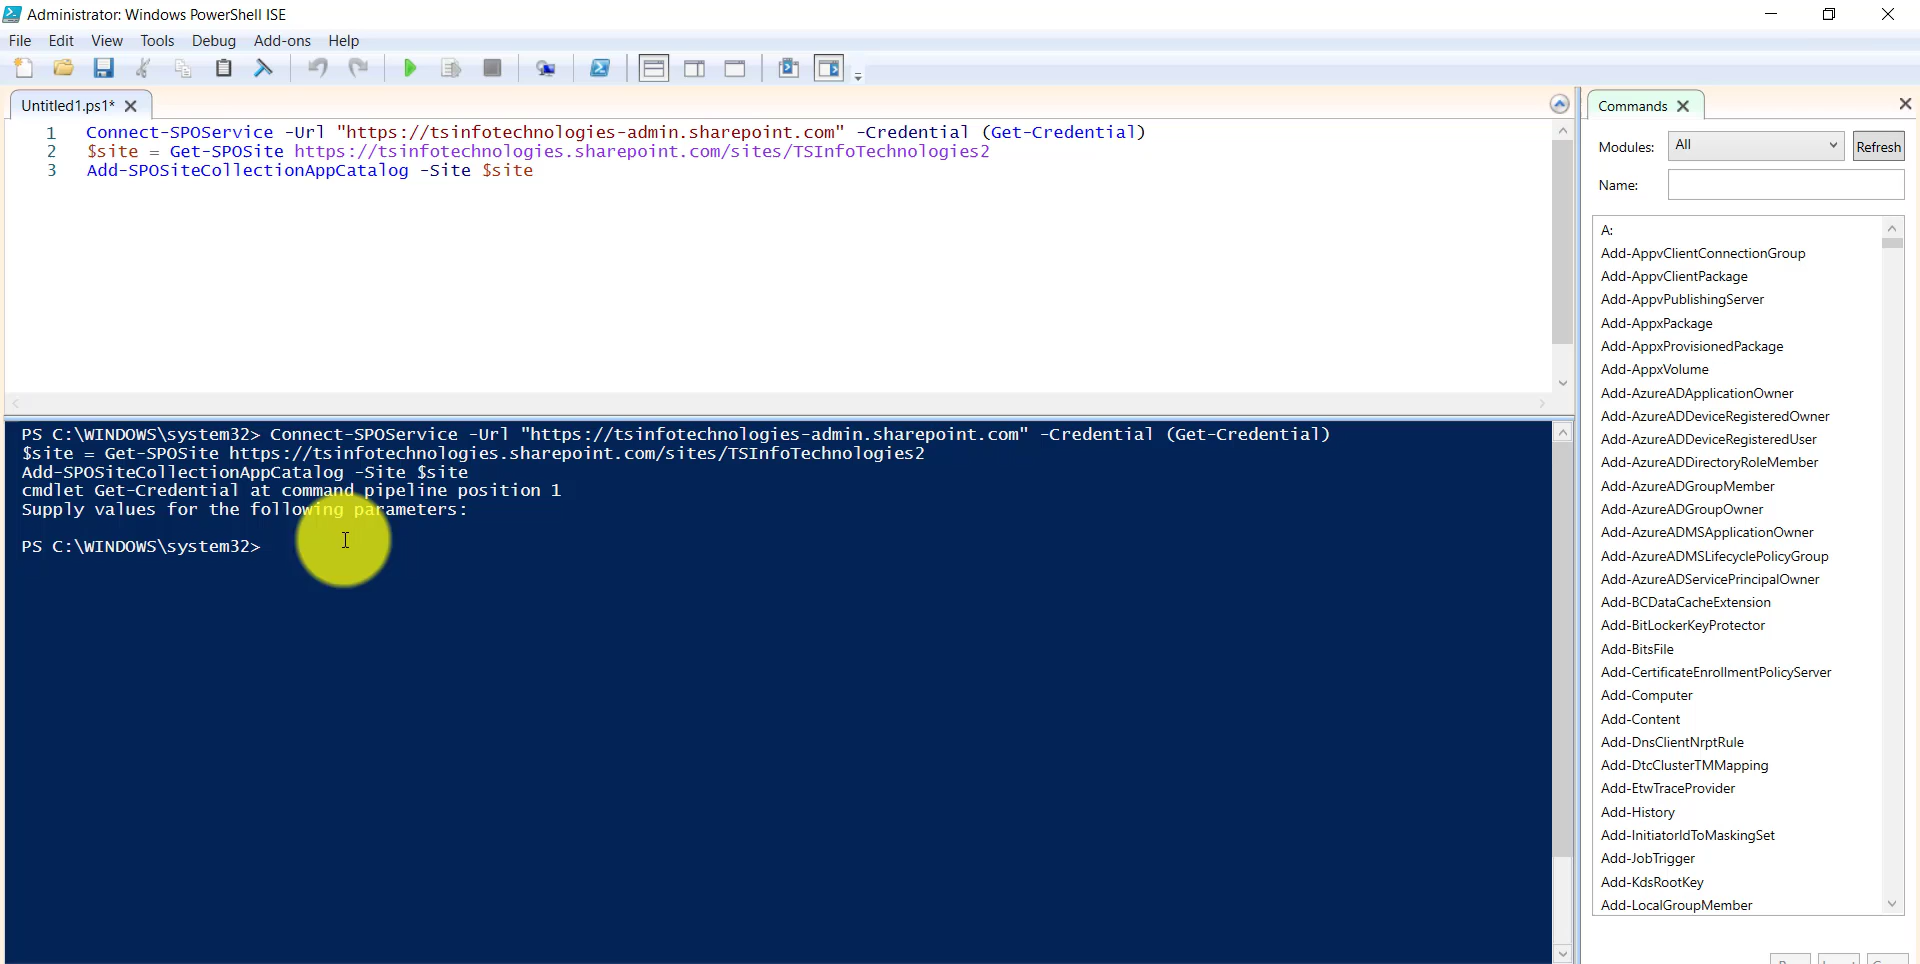 Administrator: Windows PowerShell ISE
File Edit View Tools Debug Add-ons Help
Untitled1.ps1*
1 Connect-SPOService -Url "https://tsinfotechnologies-admin.sharepoint.com" -Credential (Get-Credential)
2 $site = Get-SPOSite https://tsinfotechnologies.sharepoint.com/sites/TSInfoTechnologies2
3 Add-SPOSiteCollectionAppCatalog -Site $site
PS C:\WINDOWS\system32> Connect-SPOService -Url "https://tsinfotechnologies-admin.sharepoint.com" -Credential (Get-Credential)
$site = Get-SPOSite https://tsinfotechnologies.sharepoint.com/sites/TSInfoTechnologies2
Add-SPOSiteCollectionAppCatalog -Site $site
cmdlet Get-Credential at command pipeline position 1
Supply values for the following parameters:
PS C:\WINDOWS\system32>
Commands
Modules: All Refresh
Name:
A:
Add-AppvClientConnectionGroup
Add-AppvClientPackage
Add-AppvPublishingServer
Add-AppxPackage
Add-AppxProvisionedPackage
Add-AppxVolume
Add-AzureADApplicationOwner
Add-AzureADDeviceRegisteredOwner
Add-AzureADDeviceRegisteredUser
Add-AzureADDirectoryRoleMember
Add-AzureADGroupMember
Add-AzureADGroupOwner
Add-AzureADMSApplicationOwner
Add-AzureADMSLifecyclePolicyGroup
Add-AzureADServicePrincipalOwner
Add-BCDataCacheExtension
Add-BitLockerKeyProtector
Add-BitsFile
Add-CertificateEnrollmentPolicyServer
Add-Computer
Add-Content
Add-DnsClientNrptRule
Add-DtcClusterTMMapping
Add-EtwTraceProvider
Add-History
Add-InitiatorIdToMaskingSet
Add-JobTrigger
Add-KdsRootKey
Add-LocalGroupMember